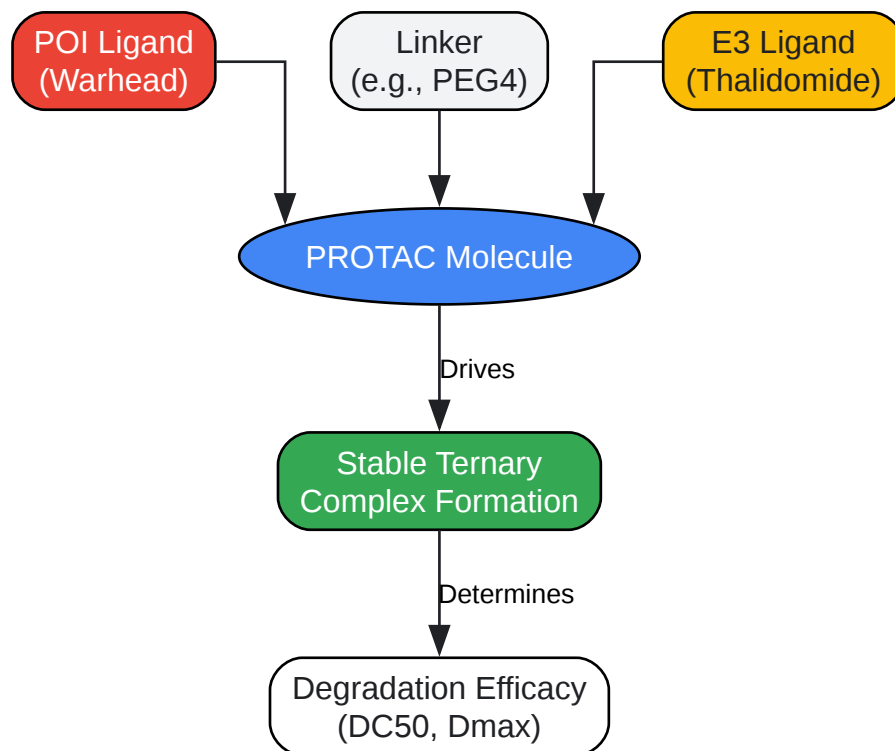 POI Ligand
(Warhead)
Linker
(e.g., PEG4)
E3 Ligand
(Thalidomide)
PROTAC Molecule
Drives
Stable Ternary
Complex Formation
Determines
Degradation Efficacy
(DC50, Dmax)